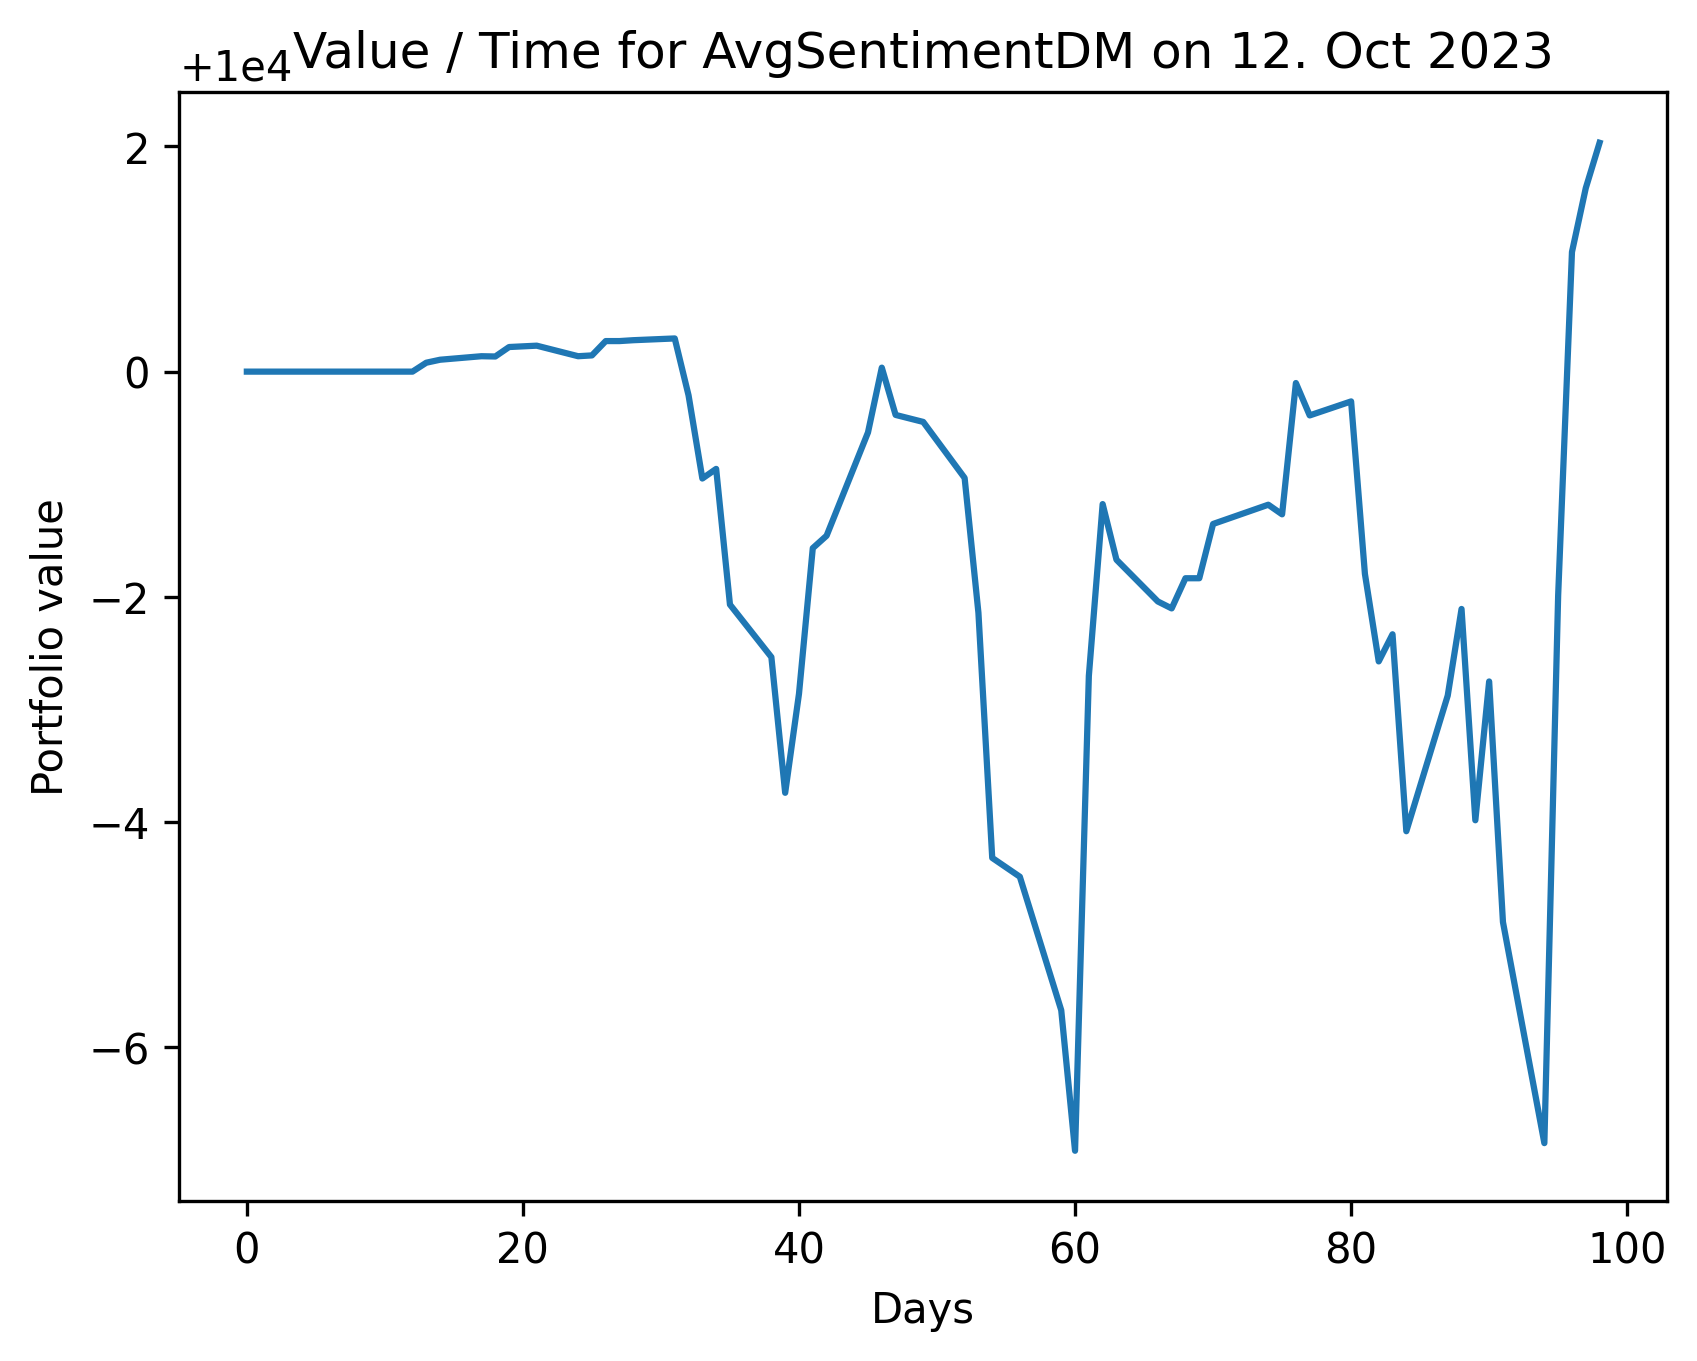 Value / Time for AvgSentimentDM on 12. Oct 2023
+1e4
2
0
−2
−4
−6
Portfolio value
0 20 40 60 80 100
Days